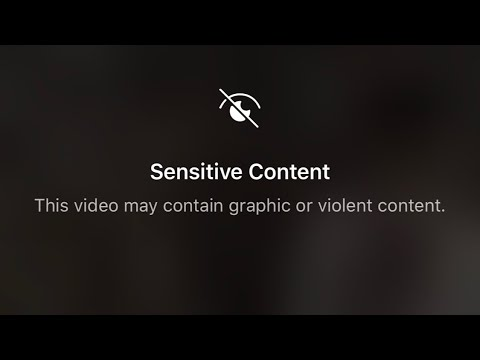 Sensitive Content
This video may contain graphic or violent content.